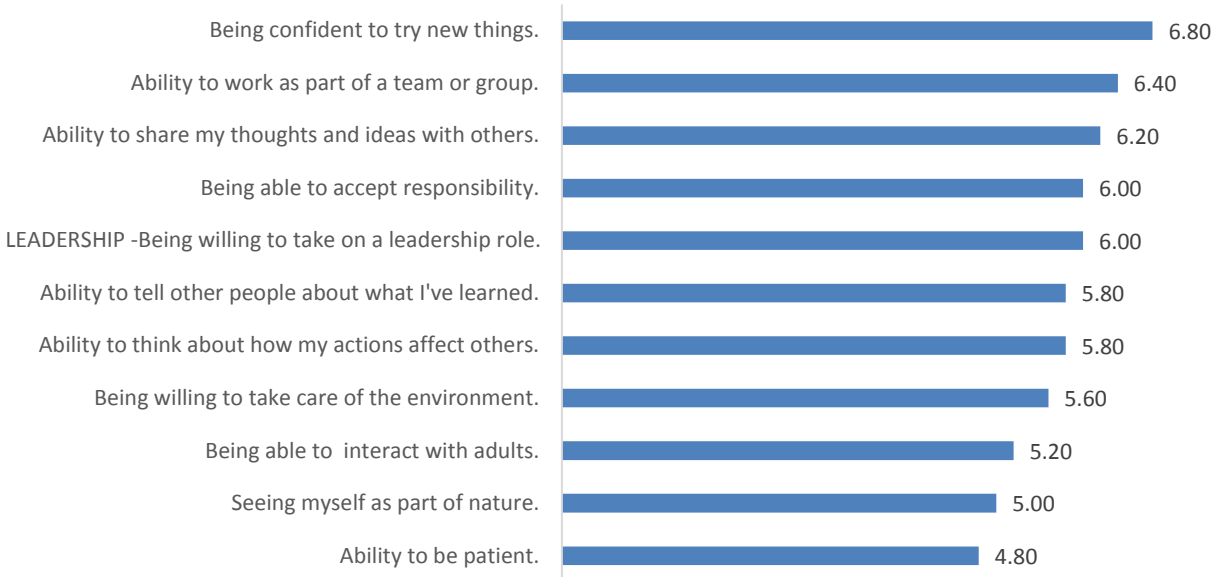 Being confident to try new things. 6.80
Ability to work as part of a team or group. 6.40
Ability to share my thoughts and ideas with others. 6.20
Being able to accept responsibility. 6.00
LEADERSHIP -Being willing to take on a leadership role. 6.00
Ability to tell other people about what I've learned. 5.80
Ability to think about how my actions affect others. 5.80
Being willing to take care of the environment. 5.60
Being able to  interact with adults. 5.20
Seeing myself as part of nature. 5.00
Ability to be patient. 4.80